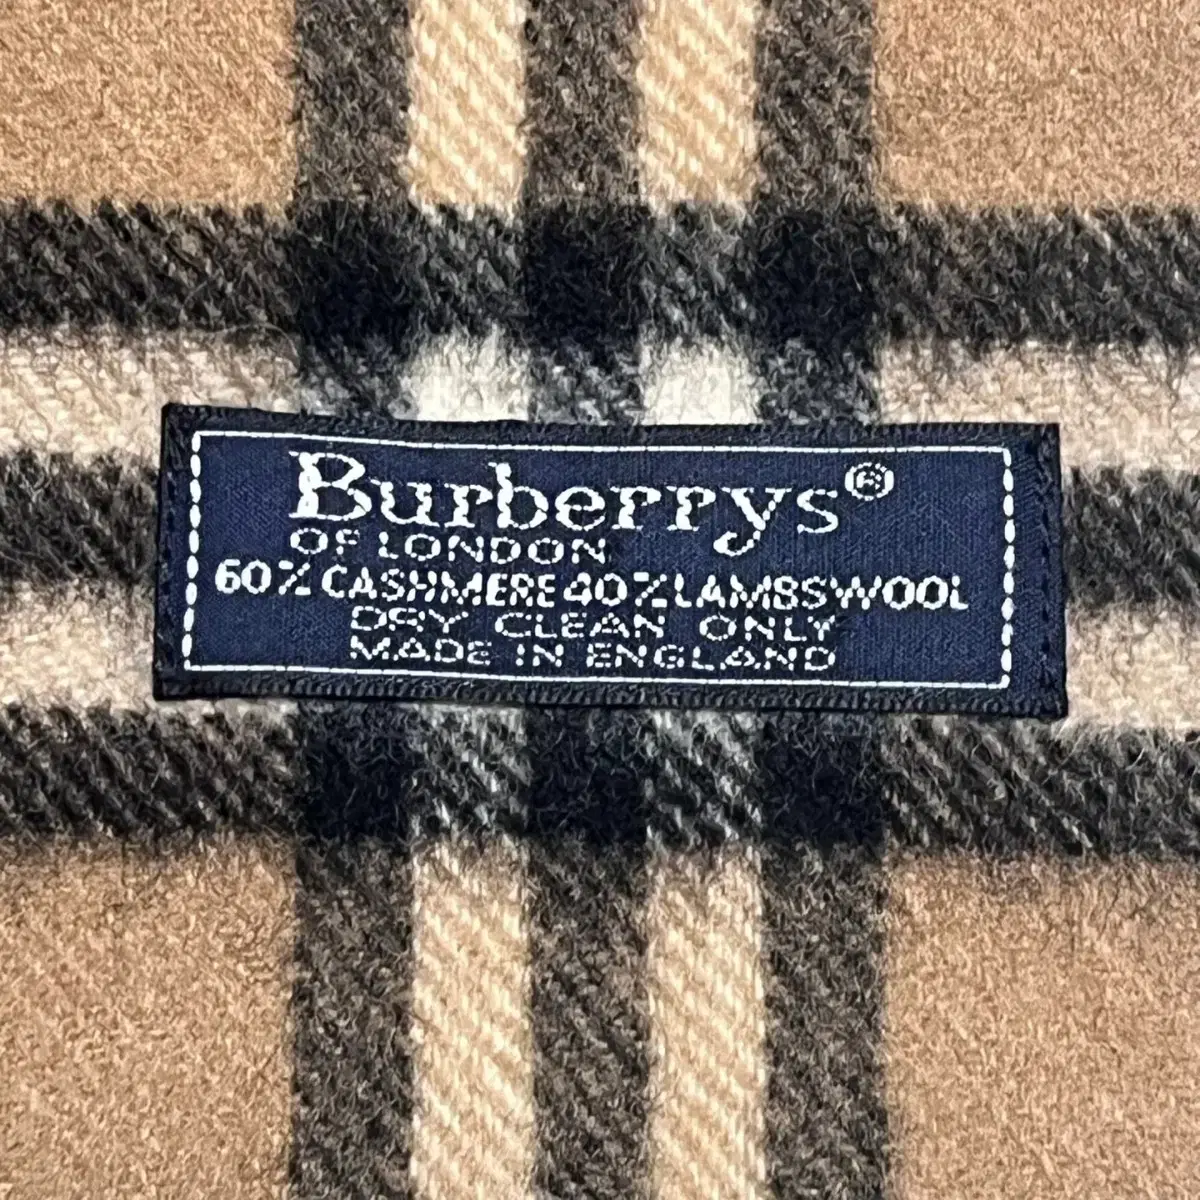 Burberrys®
OF LONDON
60% CASHMERE 40% LAMBSWOOL
DRY CLEAN ONLY
MADE IN ENGLAND